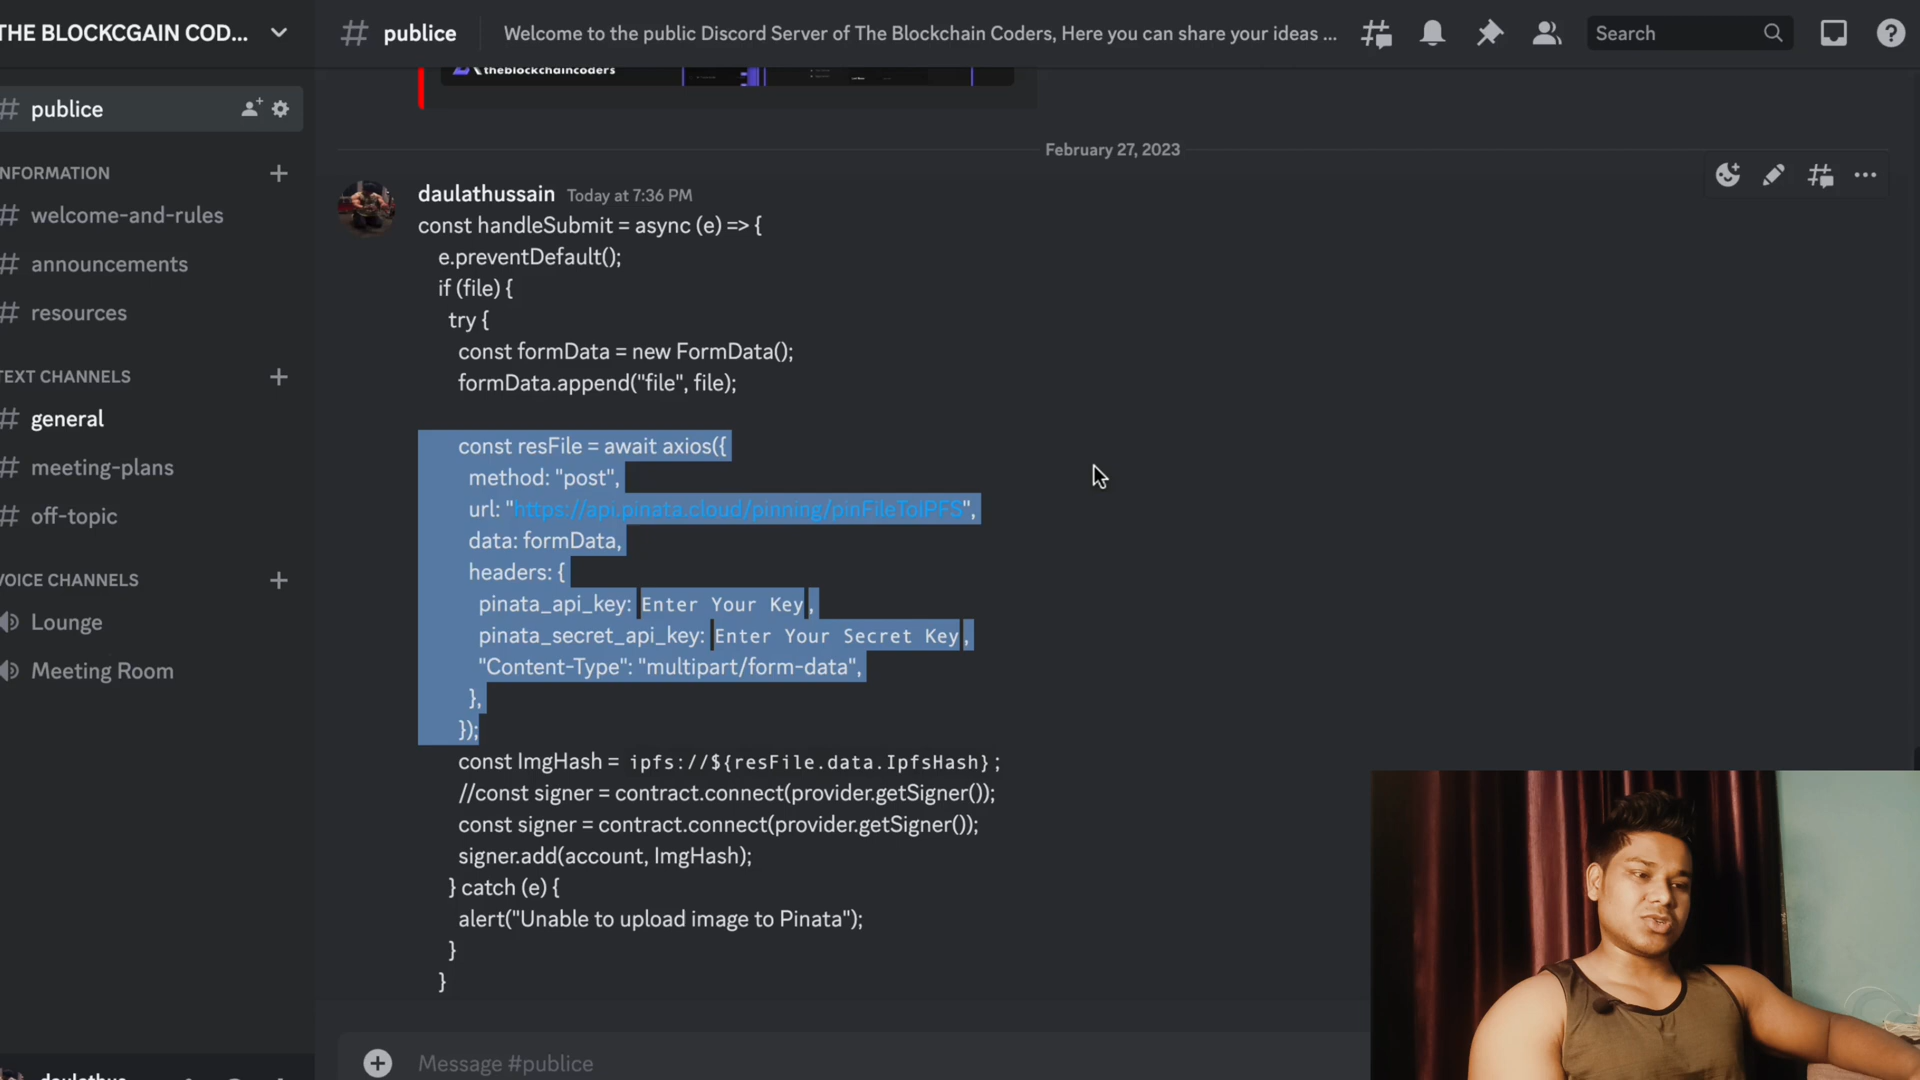 THE BLOCKCGAIN COD...
publice
Welcome to the public Discord Server of The Blockchain Coders, Here you can share your ideas ...
Search
theblockchaincoders
publice
INFORMATION
welcome-and-rules
announcements
resources
TEXT CHANNELS
general
meeting-plans
off-topic
VOICE CHANNELS
Lounge
Meeting Room
February 27, 2023
daulathussain Today at 7:36 PM
const handleSubmit = async (e) => {
e.preventDefault();
if (file) {
try {
const formData = new FormData();
formData.append("file", file);
const resFile = await axios({
method: "post",
url: "https://api.pinata.cloud/pinning/pinFileToIPFS",
data: formData,
headers: {
pinata_api_key: Enter Your Key,
pinata_secret_api_key: Enter Your Secret Key,
"Content-Type": "multipart/form-data",
},
});
const ImgHash = ipfs://${resFile.data.IpfsHash};
//const signer = contract.connect(provider.getSigner());
const signer = contract.connect(provider.getSigner());
signer.add(account, ImgHash);
} catch (e) {
alert("Unable to upload image to Pinata");
}
}
Message #publice